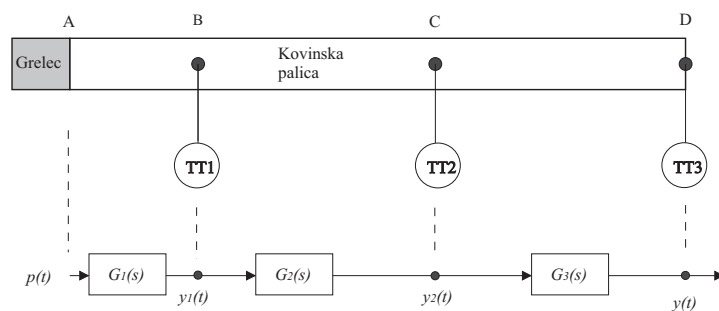 A B C D
Grelec
Kovinska
palica
TT1 TT2 TT3
p(t) G1(s) G2(s) G3(s)
y1(t) y2(t) y(t)